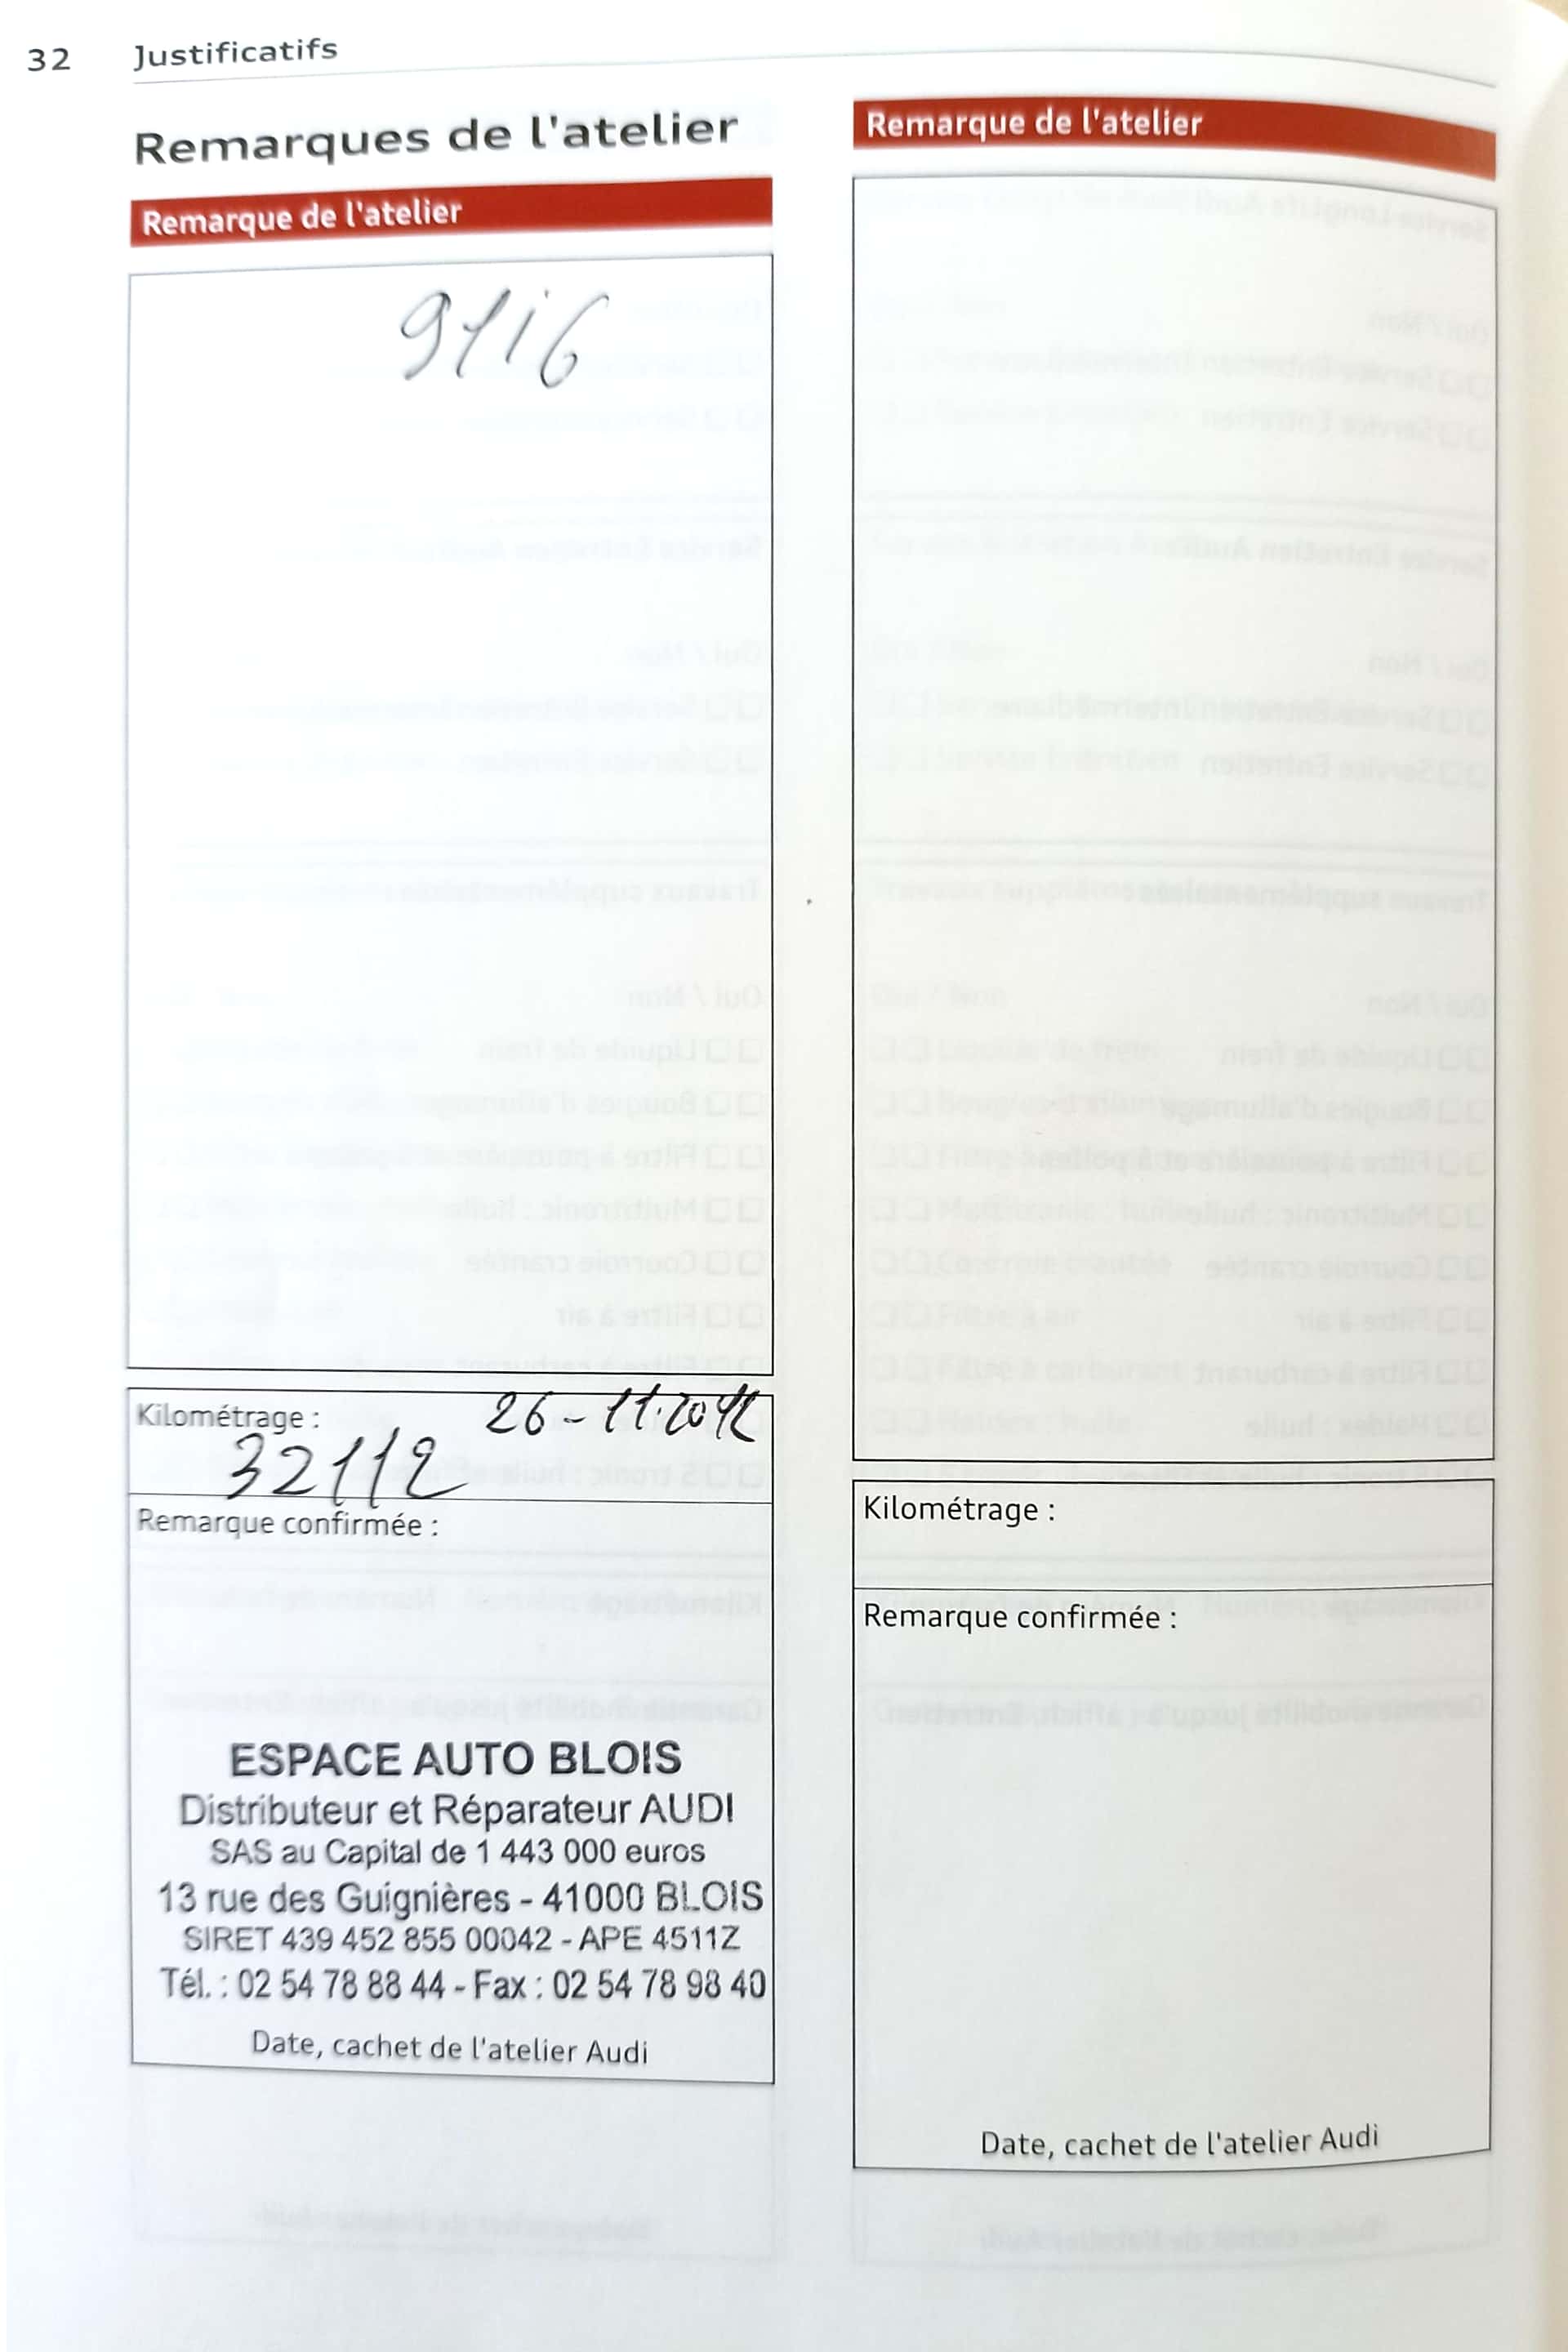 32 Justificatifs
Remarques de l'atelier
Remarque de l'atelier
91i6
Kilométrage :
26-11.2012
32112
Remarque confirmée :
ESPACE AUTO BLOIS
Distributeur et Réparateur AUDI
SAS au Capital de 1 443 000 euros
13 rue des Guignières - 41000 BLOIS
SIRET 439 452 855 00042 - APE 4511Z
Tél. : 02 54 78 88 44 - Fax : 02 54 78 98 40
Date, cachet de l'atelier Audi
Remarque de l'atelier
Kilométrage :
Remarque confirmée :
Date, cachet de l'atelier Audi